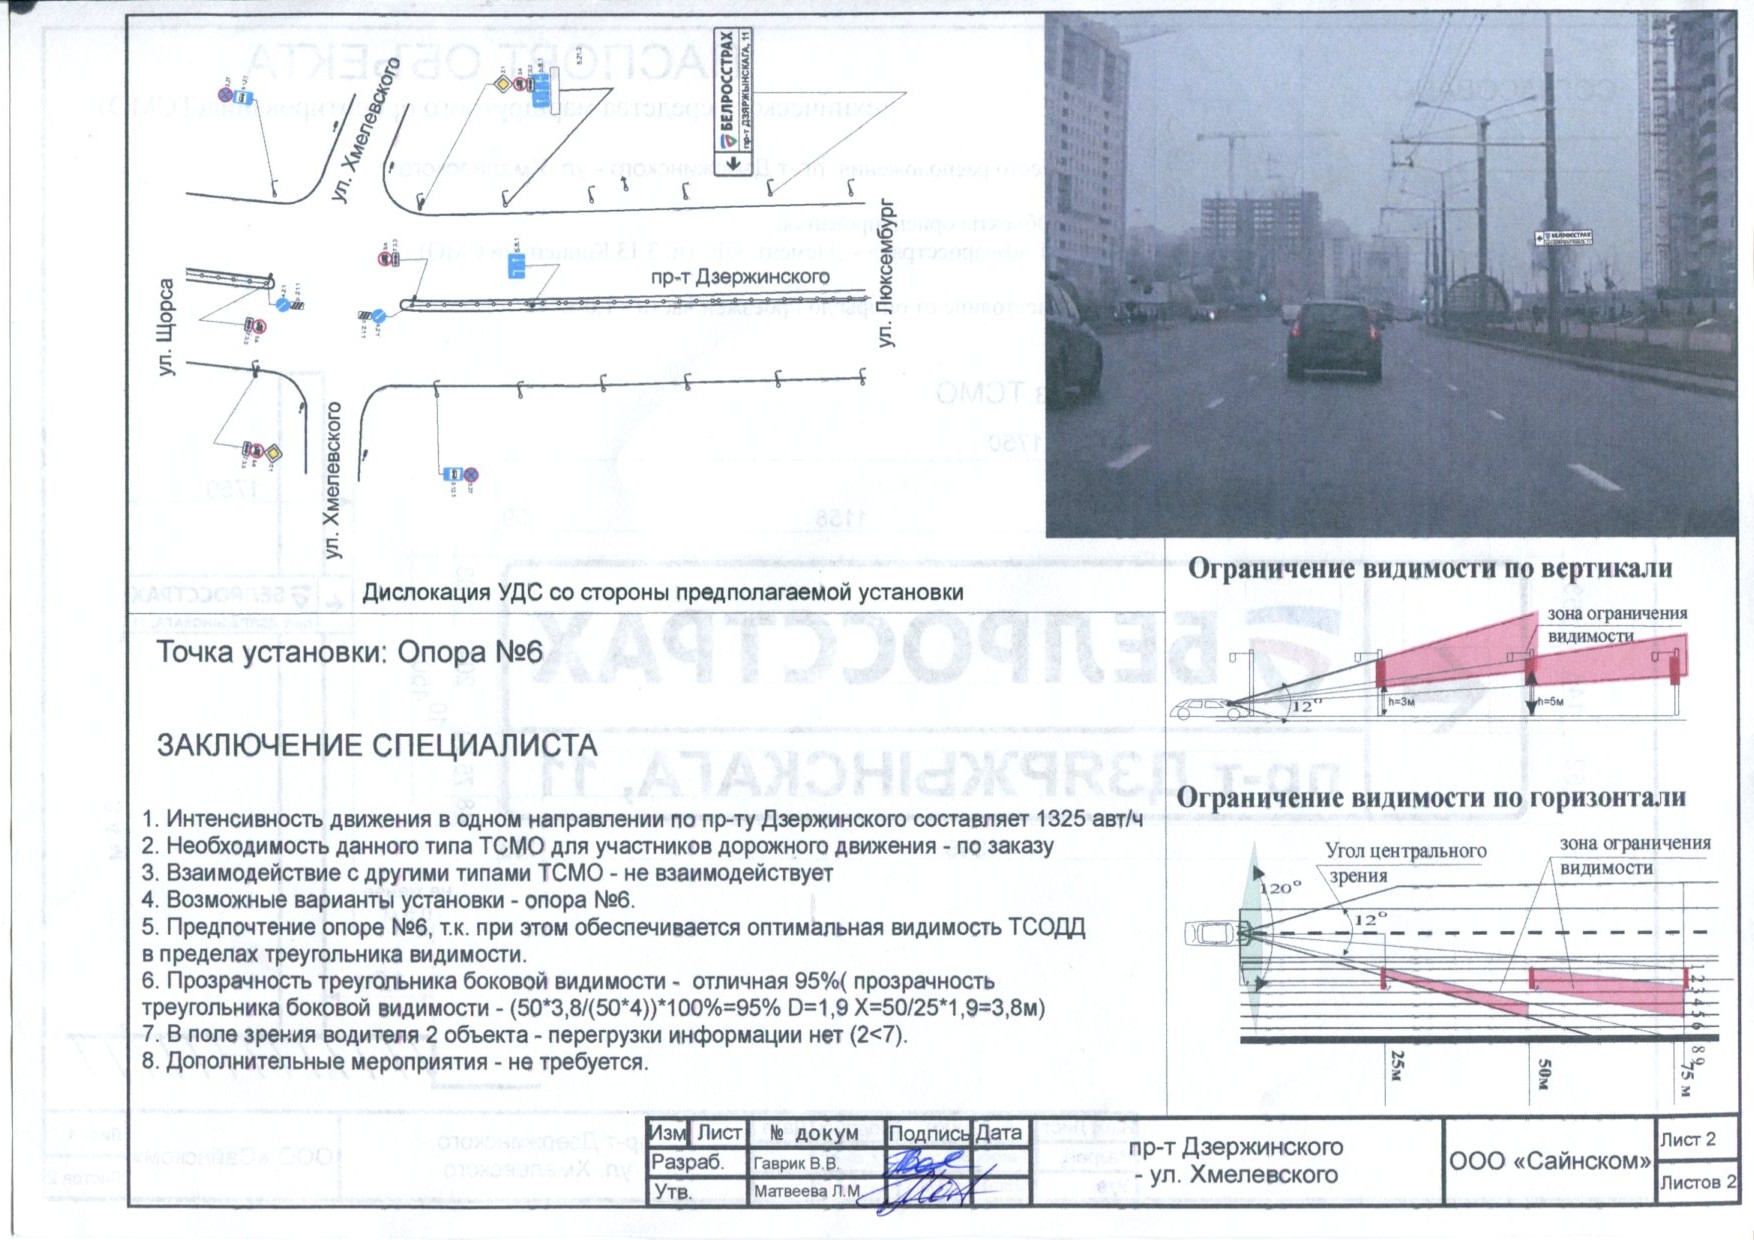 ул. Хмелевского
БЕЛРОССТРАХ
пр-т ДЗЯРЖЫНСКАГА, 11
пр-т Дзержинского
ул. Щорса
ул. Люксембург
ул. Хмелевского
Дислокация УДС со стороны предполагаемой установки
БЕЛРОССТРАХ
Точка установки: Опора №6
ЗАКЛЮЧЕНИЕ СПЕЦИАЛИСТА
1. Интенсивность движения в одном направлении по пр-ту Дзержинского составляет 1325 авт/ч
2. Необходимость данного типа ТСМО для участников дорожного движения - по заказу
3. Взаимодействие с другими типами ТСМО - не взаимодействует
4. Возможные варианты установки - опора №6.
5. Предпочтение опоре №6, т.к. при этом обеспечивается оптимальная видимость ТСОДД
в пределах треугольника видимости.
6. Прозрачность треугольника боковой видимости - отличная 95%( прозрачность
треугольника боковой видимости - (50*3,8/(50*4))*100%=95% D=1,9 X=50/25*1,9=3,8м)
7. В поле зрения водителя 2 объекта - перегрузки информации нет (2<7).
8. Дополнительные мероприятия - не требуется.
Ограничение видимости по вертикали
зона ограничения
видимости
12°
h=3м
h=5м
Ограничение видимости по горизонтали
Угол центрального
зрения
зона ограничения
видимости
120°
12°
1
2
3
4
5
6
8
9
25м
50м
75 м
Изм Лист № докум Подпись Дата
Разраб. Гаврик В.В.
Утв. Матвеева Л.М
пр-т Дзержинского
- ул. Хмелевского
ООО «Сайнском»
Лист 2
Листов 2